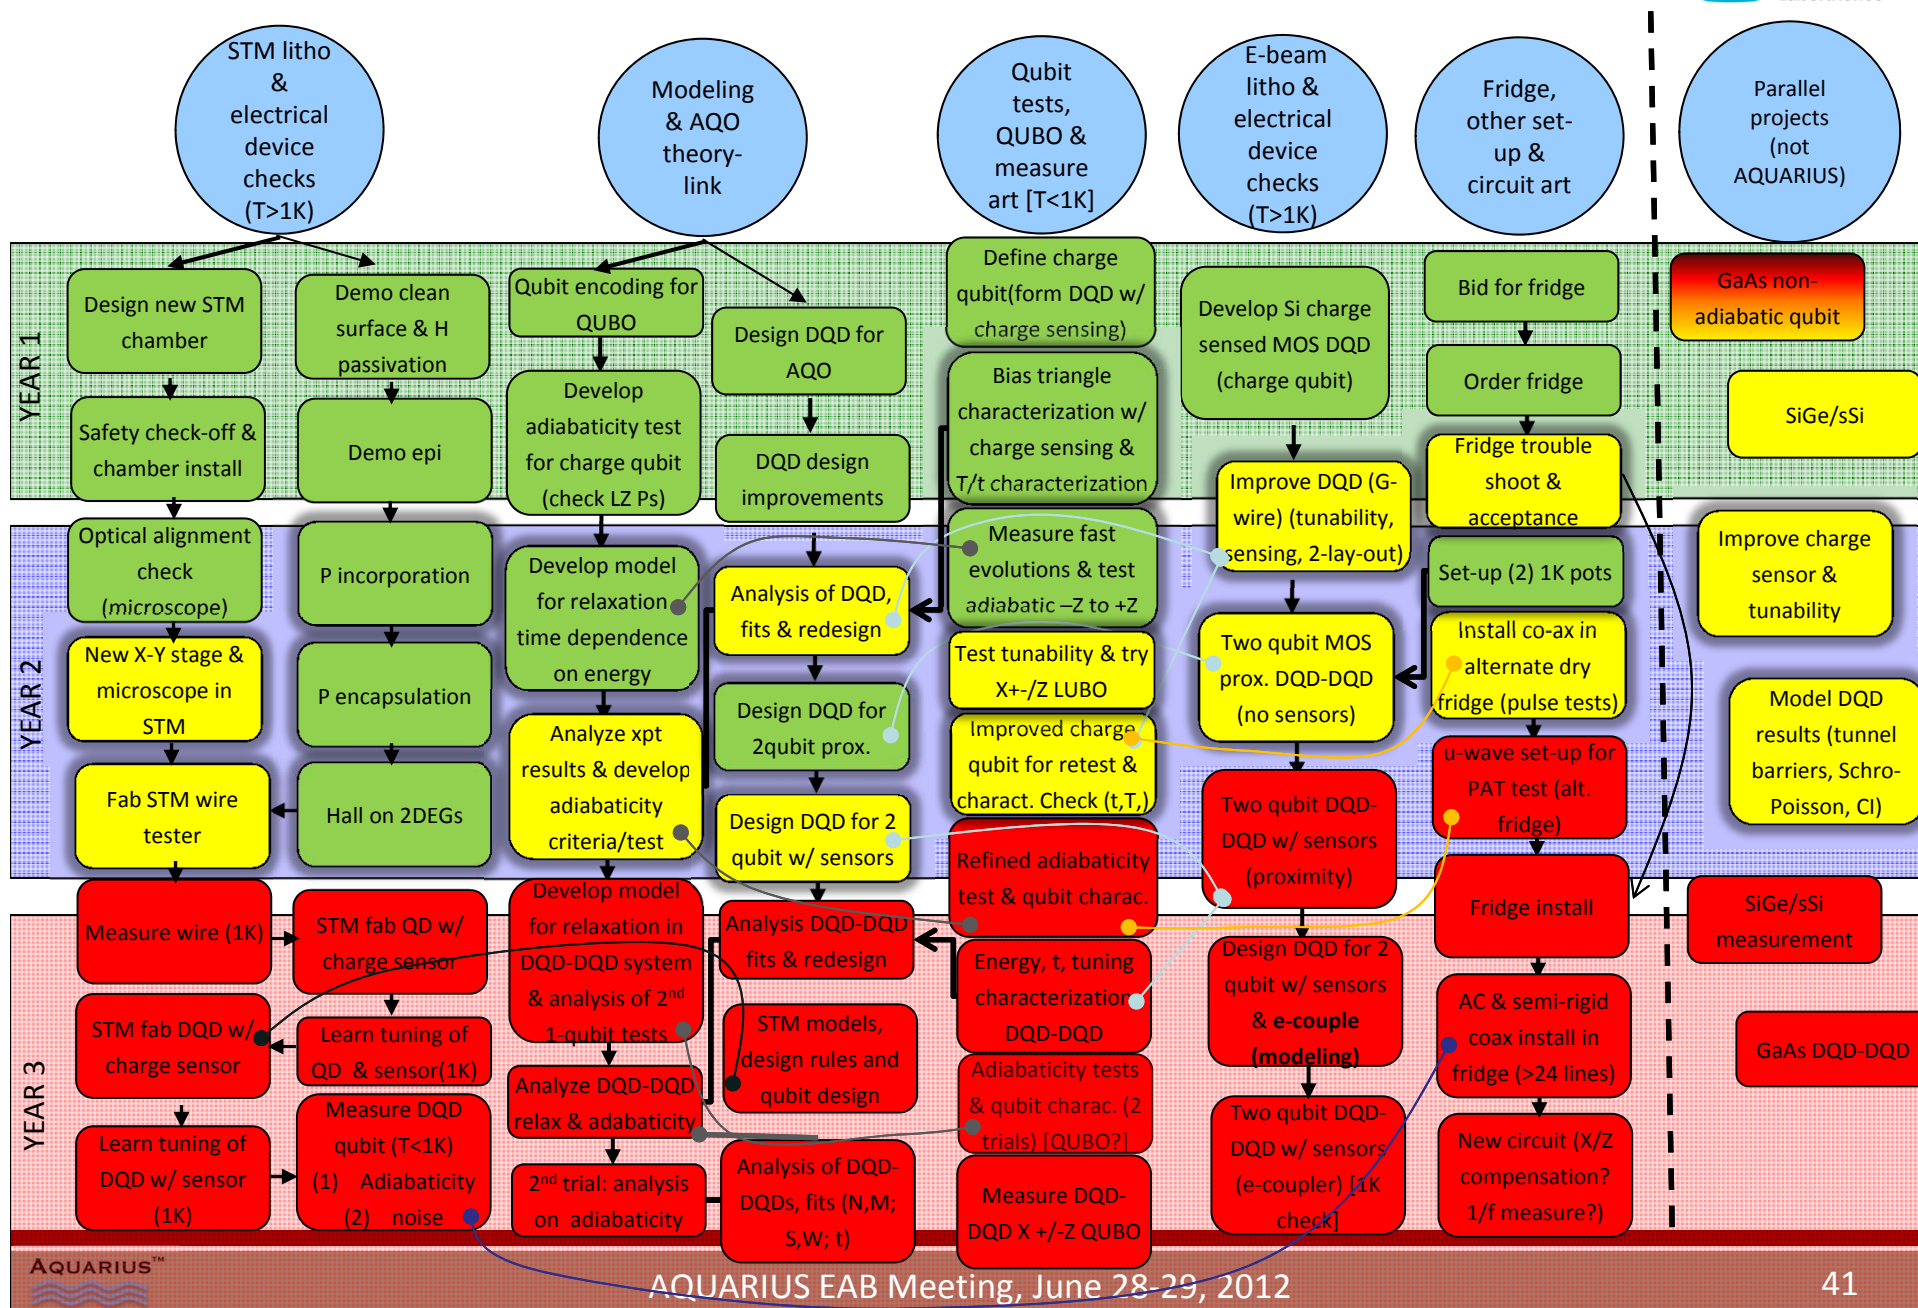 STM litho
&
electrical
device
checks
(T>1K)
Modeling
& AQO
theory-
link
Qubit
tests,
QUBO &
measure
art [T<1K]
E-beam
litho &
electrical
device
checks
(T>1K)
Fridge,
other set-
up &
circuit art
Parallel
projects
(not
AQUARIUS)
YEAR 1
Design new STM
chamber
Safety check-off &
chamber install
Demo clean
surface & H
passivation
Demo epi
Qubit encoding for
QUBO
Develop
adiabaticity test
for charge qubit
(check LZ Ps)
Design DQD for
AQO
DQD design
improvements
Define charge
qubit(form DQD w/
charge sensing)
Bias triangle
characterization w/
charge sensing &
T/t characterization
Develop Si charge
sensed MOS DQD
(charge qubit)
Improve DQD (G-
wire) (tunability,
sensing, 2-lay-out)
Bid for fridge
Order fridge
Fridge trouble
shoot &
acceptance
GaAs non-
adiabatic qubit
SiGe/sSi
YEAR 2
Optical alignment
check
(microscope)
New X-Y stage &
microscope in
STM
Fab STM wire
tester
P incorporation
P encapsulation
Hall on 2DEGs
Develop model
for relaxation
time dependence
on energy
Analyze xpt
results & develop
adiabaticity
criteria/test
Analysis of DQD,
fits & redesign
Design DQD for
2qubit prox.
Design DQD for 2
qubit w/ sensors
Measure fast
evolutions & test
adiabatic –Z to +Z
Test tunability & try
X+-/Z LUBO
Improved charge
qubit for retest &
charact. Check (t,T,)
Refined adiabaticity
test & qubit charac.
Two qubit MOS
prox. DQD-DQD
(no sensors)
Two qubit DQD-
DQD w/ sensors
(proximity)
Set-up (2) 1K pots
Install co-ax in
alternate dry
fridge (pulse tests)
u-wave set-up for
PAT test (alt.
fridge)
Fridge install
Improve charge
sensor &
tunability
Model DQD
results (tunnel
barriers, Schro-
Poisson, CI)
YEAR 3
Measure wire (1K)
STM fab DQD w/
charge sensor
Learn tuning of
DQD w/ sensor
(1K)
STM fab QD w/
charge sensor
Learn tuning of
QD & sensor(1K)
Measure DQD
qubit (T<1K)
(1) Adiabaticity
(2) noise
Develop model
for relaxation in
DQD-DQD system
& analysis of 2nd
1-qubit tests
Analyze DQD-DQD
relax & adabaticity
2nd trial: analysis
on adiabaticity
Analysis DQD-DQD
fits & redesign
STM models,
design rules and
qubit design
Analysis of DQD-
DQDs, fits (N,M;
S,W; t)
Energy, t, tuning
characterization
DQD-DQD
Adiabaticity tests
& qubit charac. (2
trials) [QUBO?]
Measure DQD-
DQD X +/-Z QUBO
Design DQD for 2
qubit w/ sensors
& e-couple
(modeling)
Two qubit DQD-
DQD w/ sensors
(e-coupler) [1K
check]
AC & semi-rigid
coax install in
fridge (>24 lines)
New circuit (X/Z
compensation?
1/f measure?)
SiGe/sSi
measurement
GaAs DQD-DQD
AQUARIUS™
AQUARIUS EAB Meeting, June 28-29, 2012
41